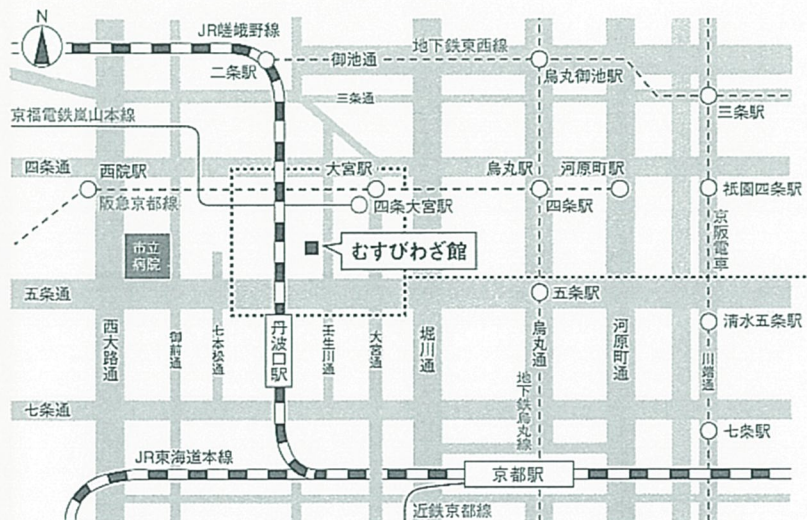 N
JR嵯峨野線
地下鉄東西線
御池通
二条駅
烏丸御池駅
三条通
三条駅
京福電鉄嵐山本線
四条通
西院駅
大宮駅
烏丸駅
河原町駅
阪急京都線
四条大宮駅
四条駅
祇園四条駅
京阪電車
市立
病院
むすびわざ館
五条通
五条駅
西大路通
御前通
七本松通
丹波口駅
壬生川通
大宮通
堀川通
烏丸通
河原町通
清水五条駅
川端通
地下鉄烏丸線
七条通
七条駅
JR東海道本線
京都駅
近鉄京都線